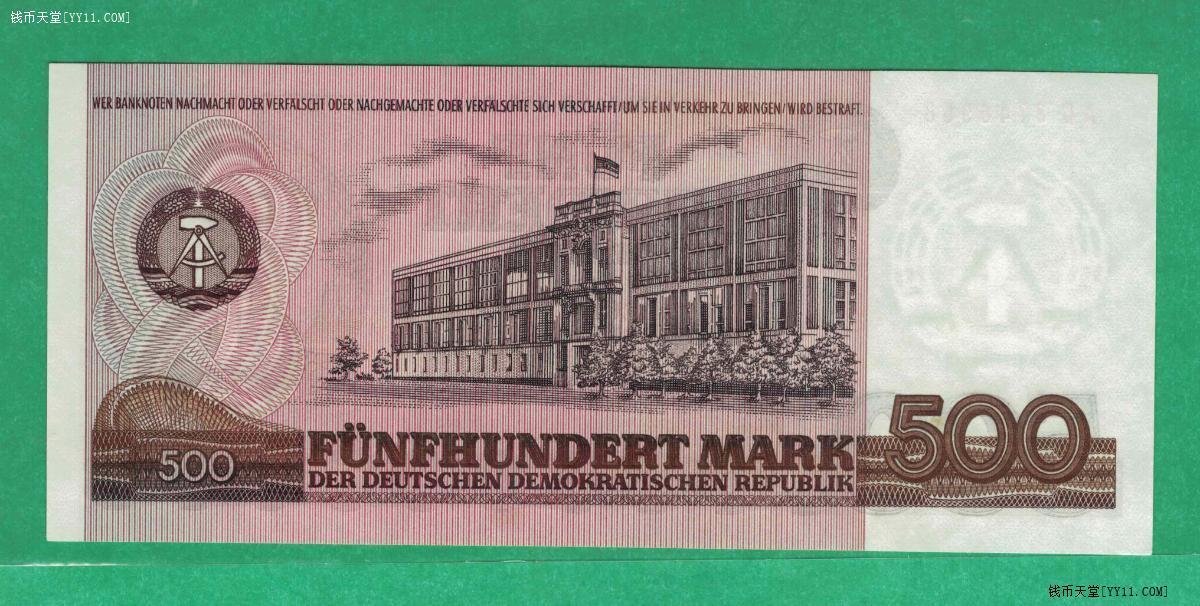 钱币天堂[YY11.COM]
WER BANKNOTEN NACHMACHT ODER VERFÄLSCHT ODER NACHGEMACHTE ODER VERFÄLSCHTE SICH VERSCHAFFT/UM SIE IN VERKEHR ZU BRINGEN/WIRD BESTRAFT.
500
FÜNFHUNDERT MARK
DER DEUTSCHEN DEMOKRATISCHEN REPUBLIK
500
钱币天堂[YY11.COM]